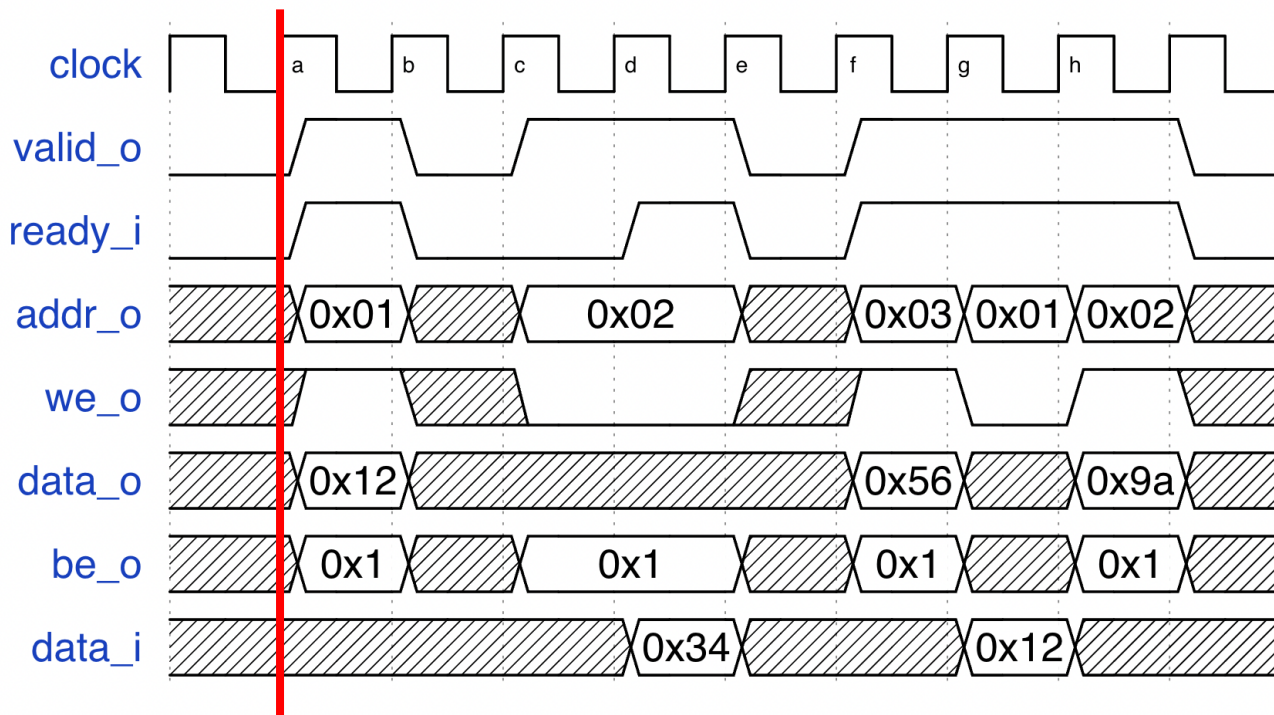 clock a b c d e f g h
valid_o
ready_i
addr_o 0x01 0x02 0x03 0x01 0x02
we_o
data_o 0x12 0x56 0x9a
be_o 0x1 0x1 0x1 0x1
data_i 0x34 0x12